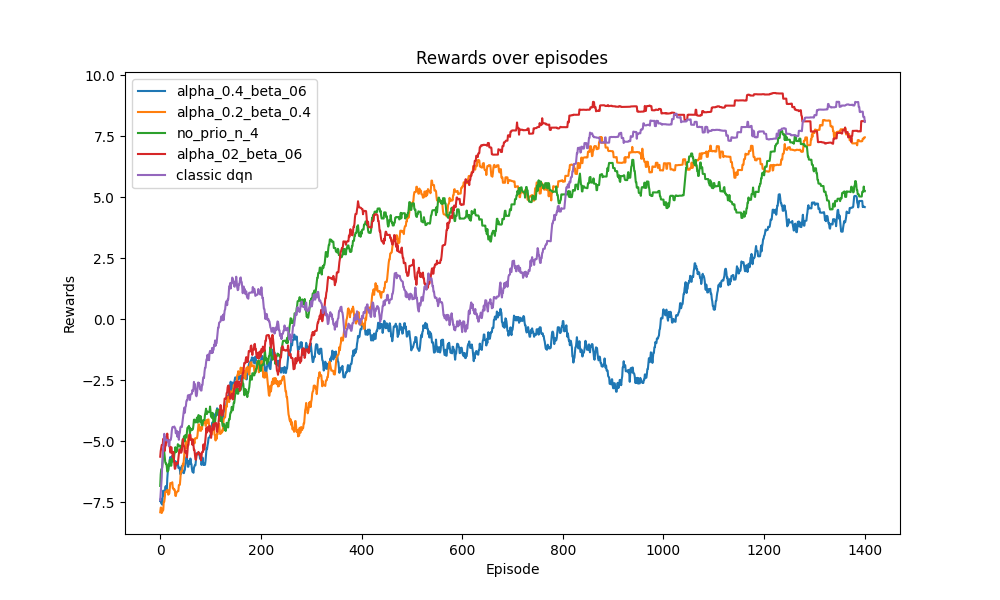 Rewards over episodes
10.0
7.5
5.0
2.5
0.0
−2.5
−5.0
−7.5
Rewards
alpha_0.4_beta_06
alpha_0.2_beta_0.4
no_prio_n_4
alpha_02_beta_06
classic dqn
0 200 400 600 800 1000 1200 1400
Episode